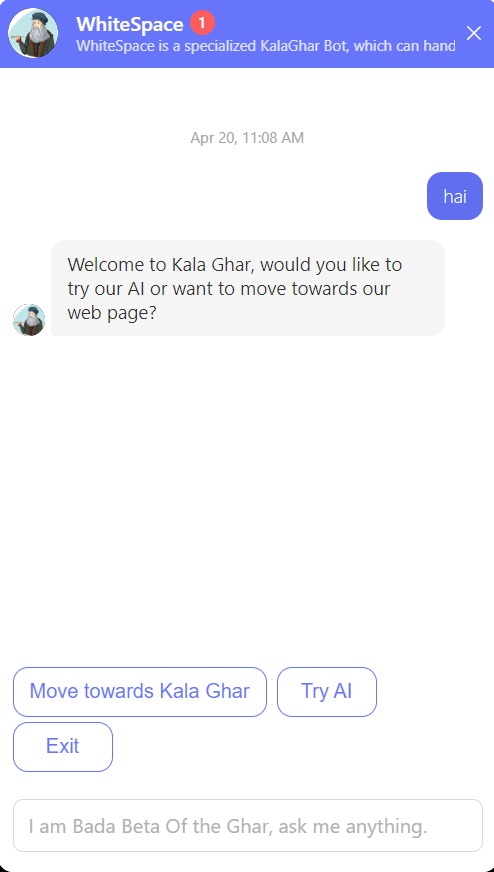 WhiteSpace 1
WhiteSpace is a specialized KalaGhar Bot, which can hand
Apr 20, 11:08 AM
hai
Welcome to Kala Ghar, would you like to
try our AI or want to move towards our
web page?
Move towards Kala Ghar Try AI
Exit
I am Bada Beta Of the Ghar, ask me anything.